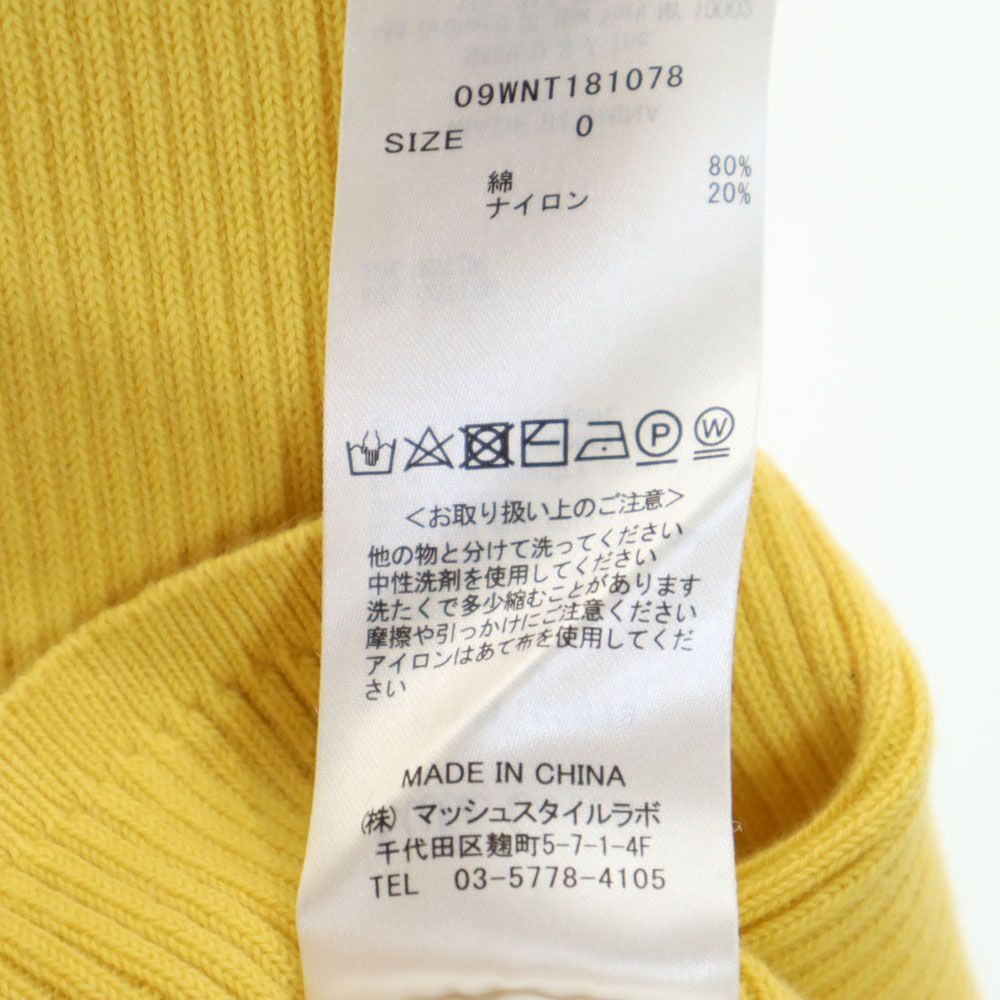 09WNT181078
SIZE 0
綿 80%
ナイロン 20%
P W
＜お取り扱い上のご注意＞
他の物と分けて洗ってください
中性洗剤を使用してください
洗たくで多少縮むことがあります
摩擦や引っかけにご注意ください
アイロンはあて布を使用してくだ
さい
MADE IN CHINA
(株) マッシュスタイルラボ
千代田区麹町5-7-1-4F
TEL 03-5778-4105